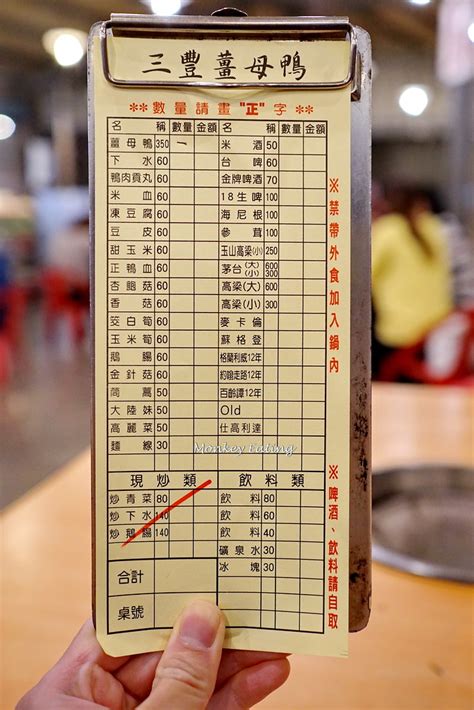 三豐薑母鴨
※※ 數量請畫 "正" 字 ※※
名 稱 數量 金額 名 稱 數量 金額
薑母鴨 350 一 米酒 50
下水 60 台啤 60
鴨肉貢丸 60 金牌啤酒 70
米血 60 18生啤 100
凍豆腐 60 海尼根 100
豆皮 60 參茸 100
甜玉米 60 玉山高粱(小) 250
正鴨血 60 茅台(大)(小) 600 300
杏鮑菇 60 高粱(大) 600
香菇 60 高粱(小) 300
筊白筍 60 麥卡倫
玉米筍 60 蘇格登
鵝腸 60 格蘭利威12年
金針菇 60 約翰走路12年
茼萵 60 百齡譚12年
大陸妹 50 Old
高麗菜 50 仕高利達
麵線 30
Monkey Eating
現炒類 飲料類
炒青菜 80 飲料 80
炒下水 140 飲料 60
炒鵝腸 140 飲料 40
礦泉水 30
合計 冰塊 30
桌號
※禁帶外食加入鍋內
※啤酒、飲料請自取